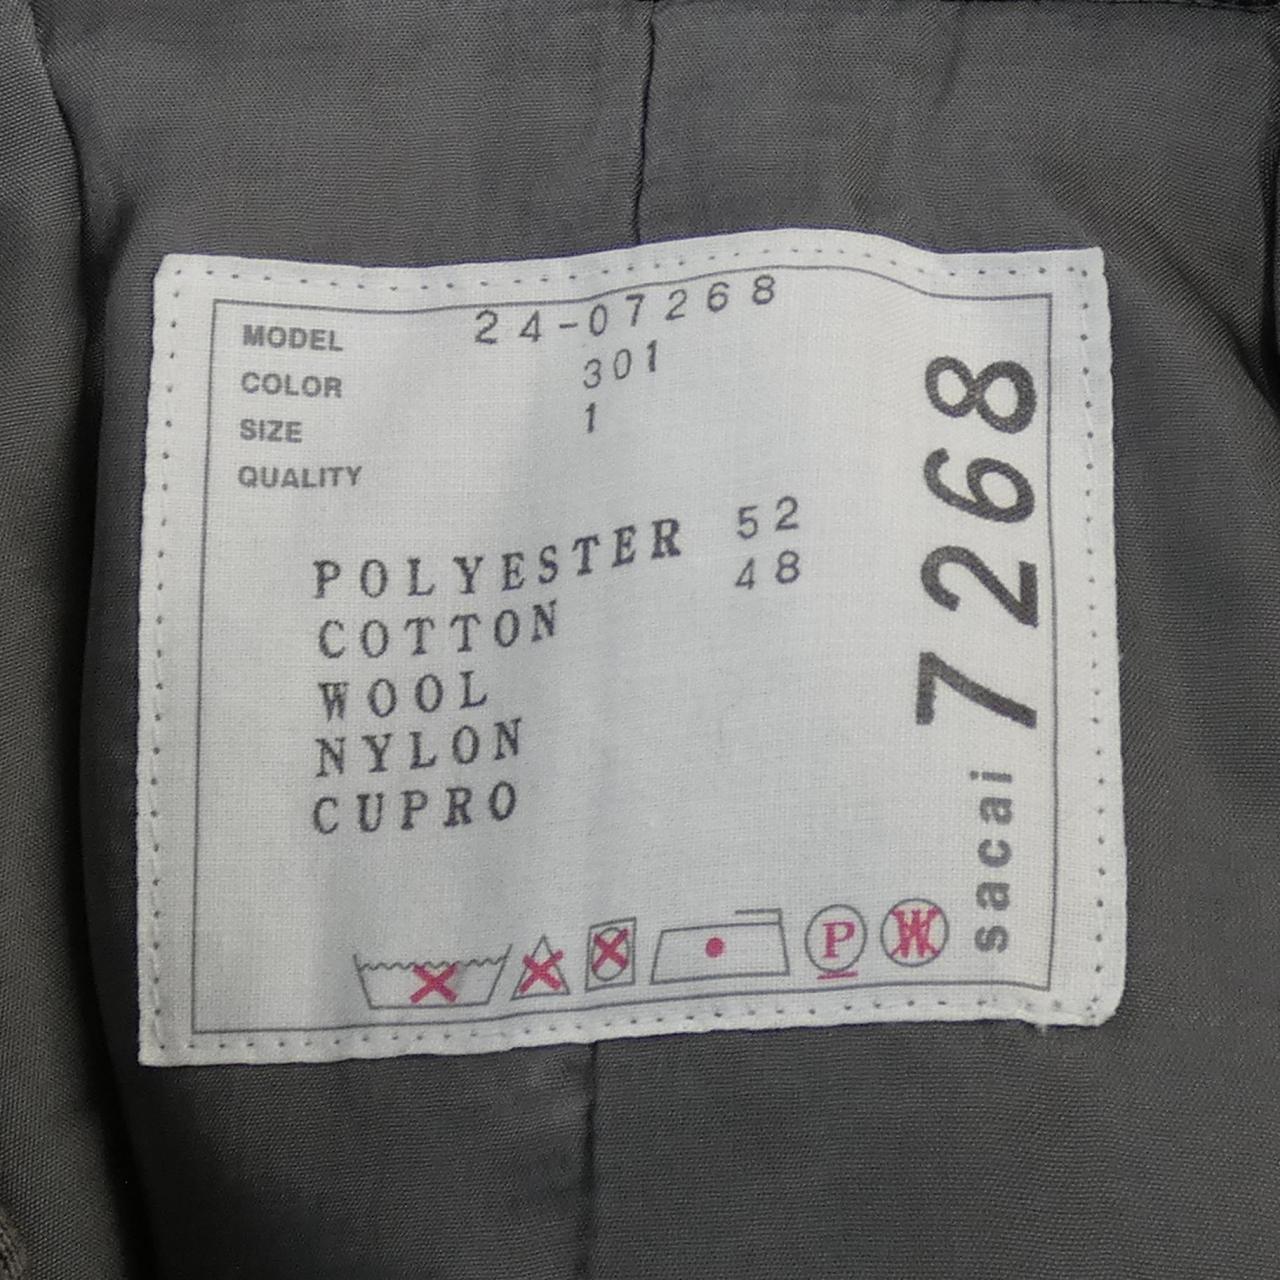 MODEL 24-07268
COLOR 301
SIZE 1
QUALITY
POLYESTER 52
COTTON 48
WOOL
NYLON
CUPRO
P
W
sacai 7268